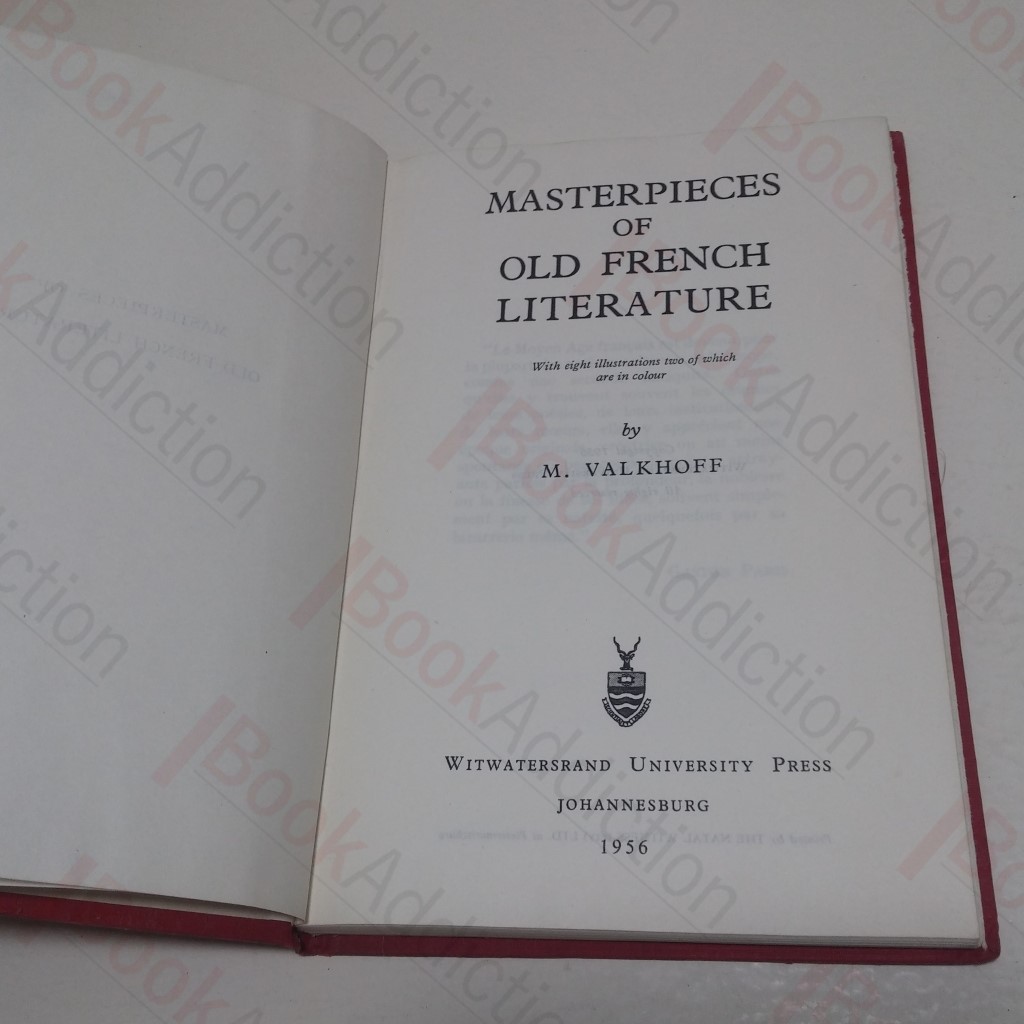 MASTERPIECES
OF
OLD FRENCH
LITERATURE
With eight illustrations two of which
are in colour
by
M. VALKHOFF
WITWATERSRAND UNIVERSITY PRESS
JOHANNESBURG
1956
BookAddiction